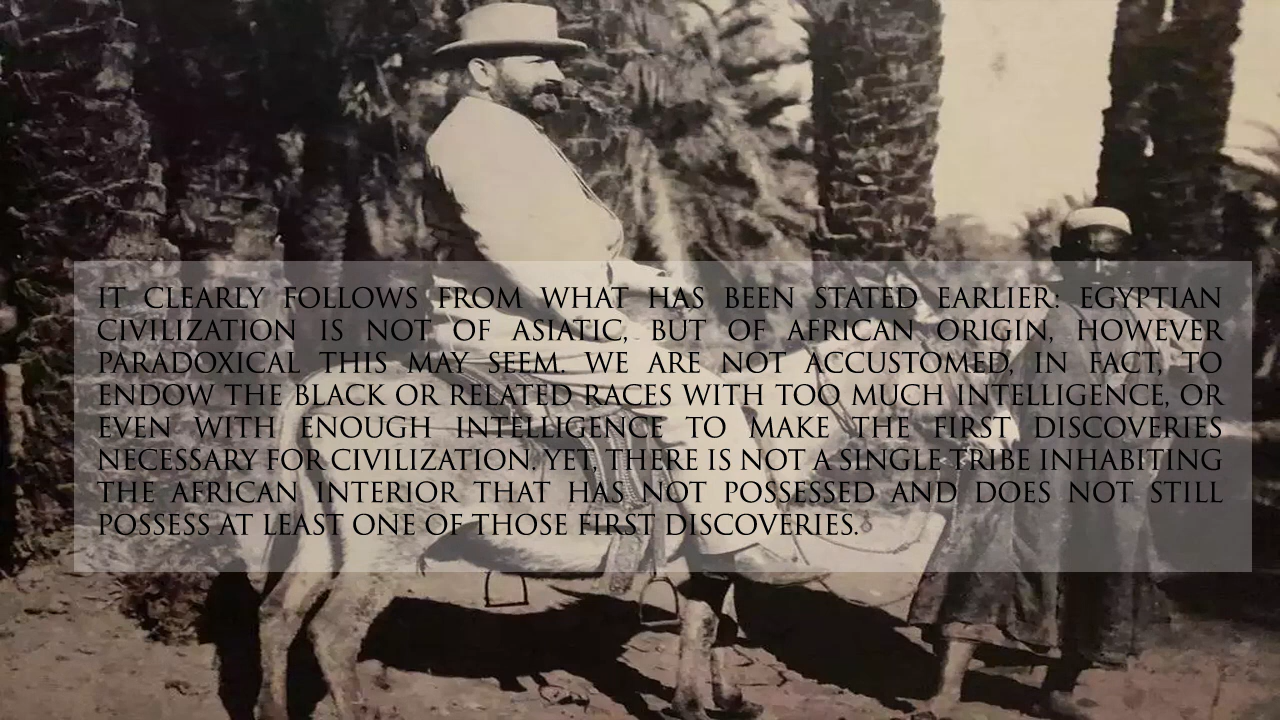 IT CLEARLY FOLLOWS FROM WHAT HAS BEEN STATED EARLIER: EGYPTIAN
CIVILIZATION IS NOT OF ASIATIC, BUT OF AFRICAN ORIGIN, HOWEVER
PARADOXICAL THIS MAY SEEM. WE ARE NOT ACCUSTOMED, IN FACT, TO
ENDOW THE BLACK OR RELATED RACES WITH TOO MUCH INTELLIGENCE, OR
EVEN WITH ENOUGH INTELLIGENCE TO MAKE THE FIRST DISCOVERIES
NECESSARY FOR CIVILIZATION. YET, THERE IS NOT A SINGLE TRIBE INHABITING
THE AFRICAN INTERIOR THAT HAS NOT POSSESSED AND DOES NOT STILL
POSSESS AT LEAST ONE OF THOSE FIRST DISCOVERIES.